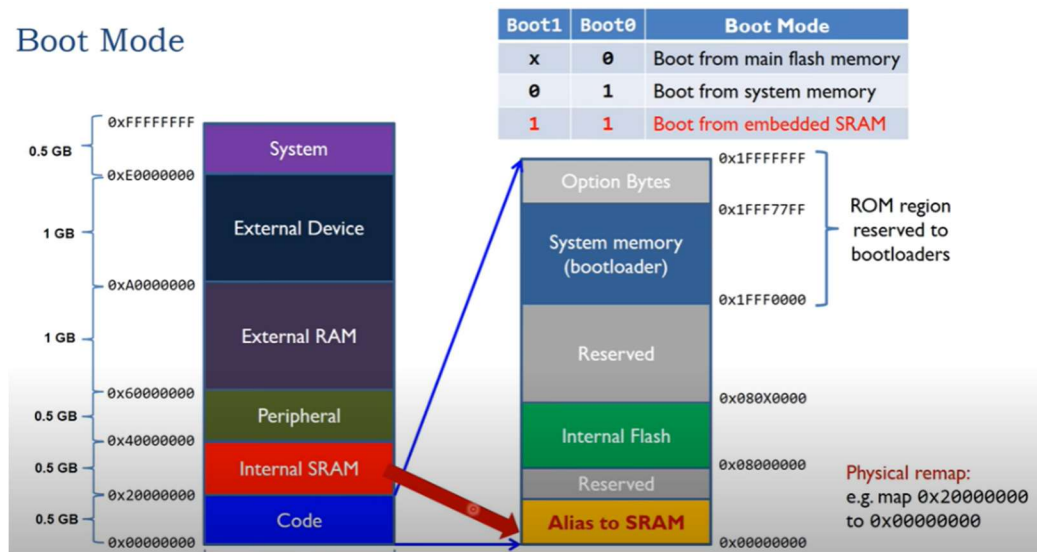 Boot Mode
Boot1 Boot0 Boot Mode
x 0 Boot from main flash memory
0 1 Boot from system memory
1 1 Boot from embedded SRAM
0xFFFFFFFF
0.5 GB
System
0xE0000000
1 GB
External Device
0xA0000000
1 GB
External RAM
0x60000000
0.5 GB
Peripheral
0x40000000
0.5 GB
Internal SRAM
0x20000000
0.5 GB
Code
0x00000000
0x1FFFFFFF
Option Bytes
0x1FFF77FF
System memory
(bootloader)
0x1FFF0000
Reserved
0x080X0000
Internal Flash
0x08000000
Reserved
Alias to SRAM
0x00000000
ROM region
reserved to
bootloaders
Physical remap:
e.g. map 0x20000000
to 0x00000000